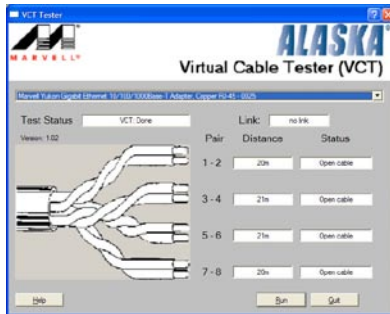 VCT Tester
MARVELL®
ALASKA®
Virtual Cable Tester (VCT)
Marvell Yukon Gigabit Ethernet 10/100/1000Base-T Adapter, Copper RJ-45 - 0025
Test Status VCT: Done Link: no link
Version: 1.02
Pair Distance Status
1 - 2 20m Open cable
3 - 4 21m Open cable
5 - 6 21m Open cable
7 - 8 20m Open cable
Help Run Quit